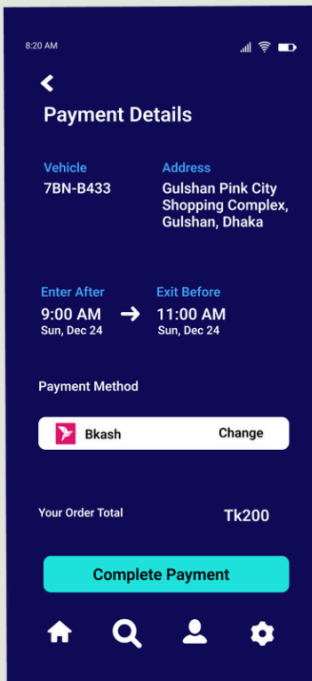 8:20 AM
Payment Details
Vehicle
7BN-B433
Address
Gulshan Pink City
Shopping Complex,
Gulshan, Dhaka
Enter After
9:00 AM
Sun, Dec 24
Exit Before
11:00 AM
Sun, Dec 24
Payment Method
Bkash
Change
Your Order Total
Tk200
Complete Payment